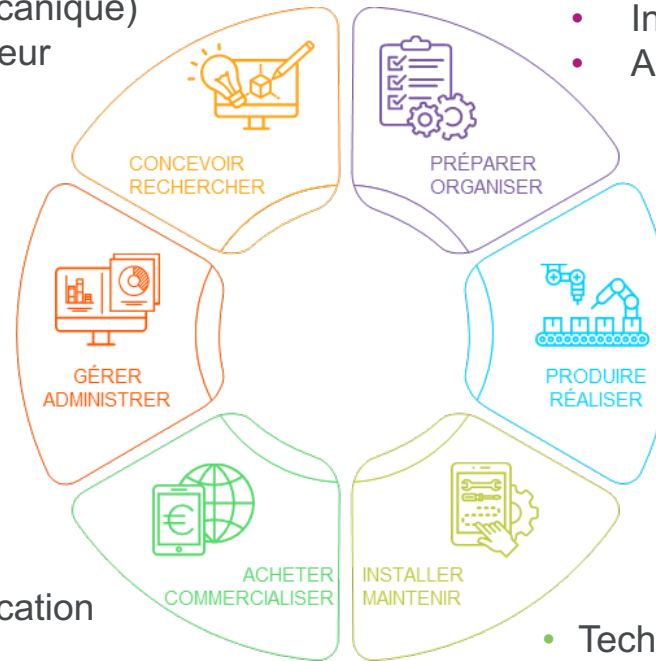 canique)
eur
• In
• A
CONCEVOIR
RECHERCHER
PRÉPARER
ORGANISER
GÉRER
ADMINISTRER
PRODUIRE
RÉALISER
€
ACHETER
COMMERCIALISER
INSTALLER
MAINTENIR
cation
• Tech